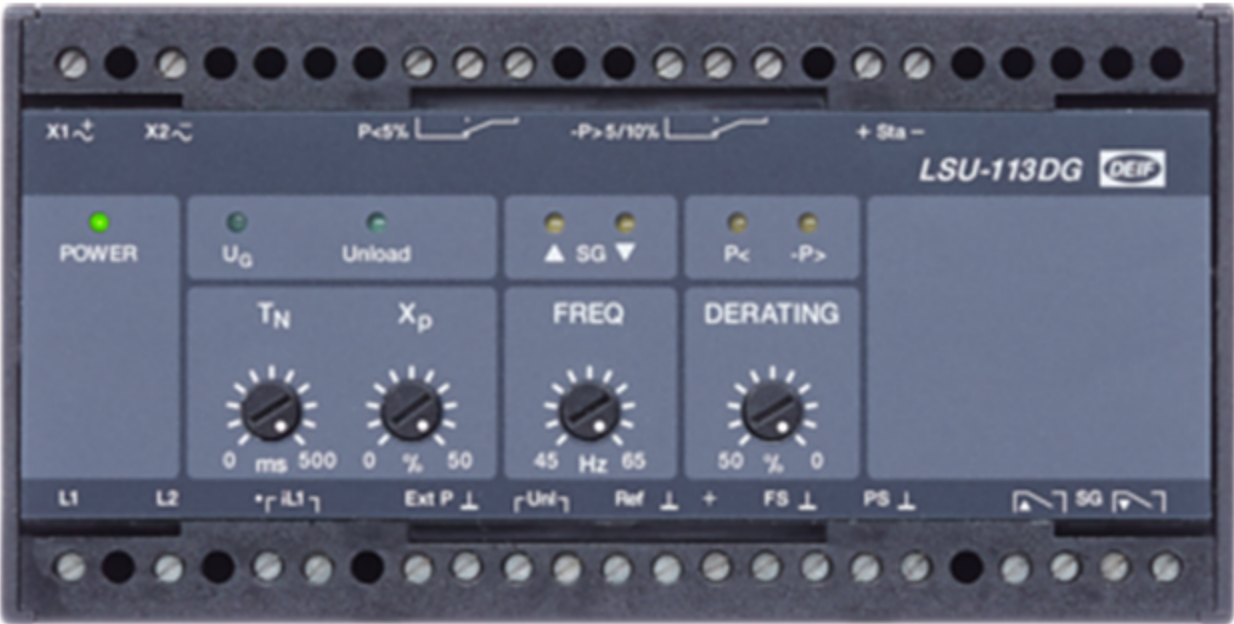 X1 X2 P<5% -P>5/10% + Sta −
LSU-113DG DEIF
POWER UG Unload ▲ SG ▼ P< -P>
TN Xp FREQ DERATING
0 ms 500 0 % 50 45 Hz 65 50 % 0
L1 L2 iL1 Ext P ⊥ Unl Ref ⊥ + FS ⊥ PS ⊥ ▲ SG ▼